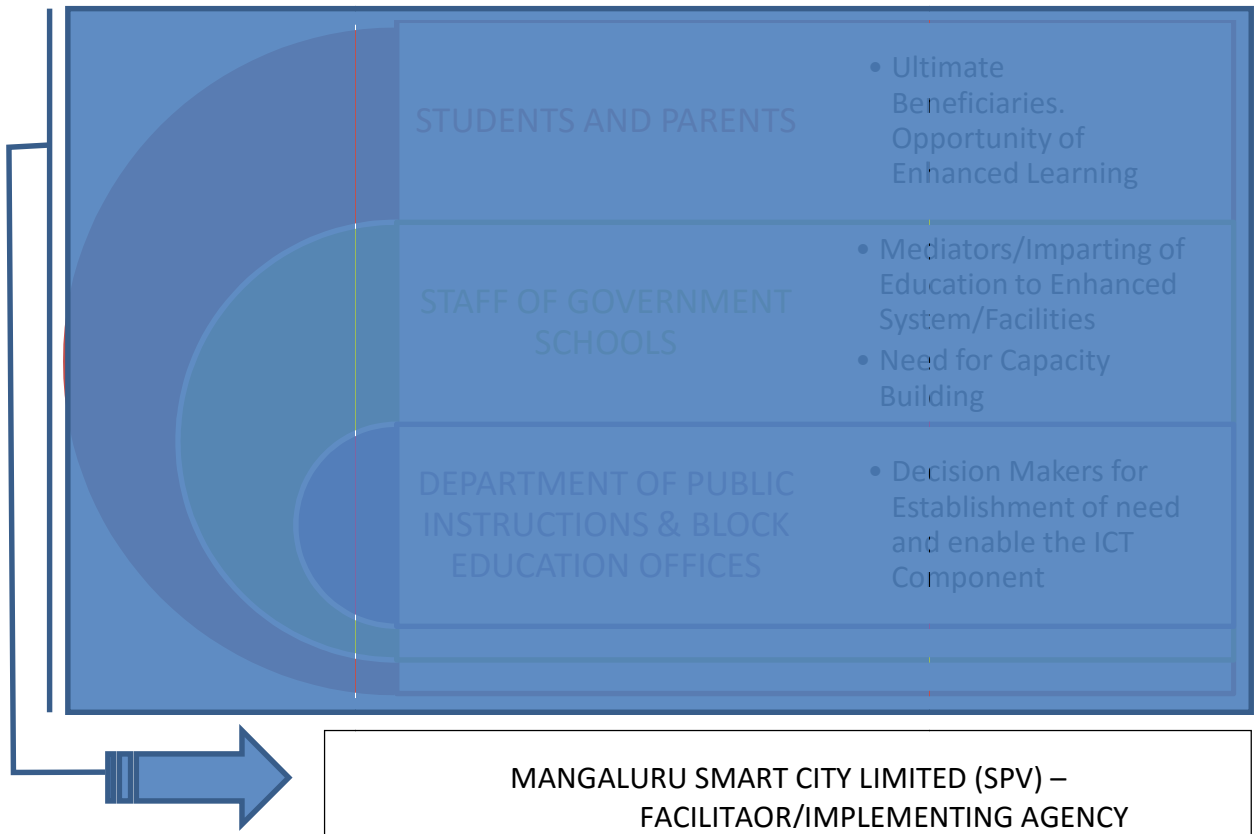 STUDENTS AND PARENTS
• Ultimate
Beneficiaries.
Opportunity of
Enhanced Learning
STAFF OF GOVERNMENT
SCHOOLS
• Mediators/Imparting of
Education to Enhanced
System/Facilities
• Need for Capacity
Building
DEPARTMENT OF PUBLIC
INSTRUCTIONS & BLOCK
EDUCATION OFFICES
• Decision Makers for
Establishment of need
and enable the ICT
Component
MANGALURU SMART CITY LIMITED (SPV) –
FACILITAOR/IMPLEMENTING AGENCY